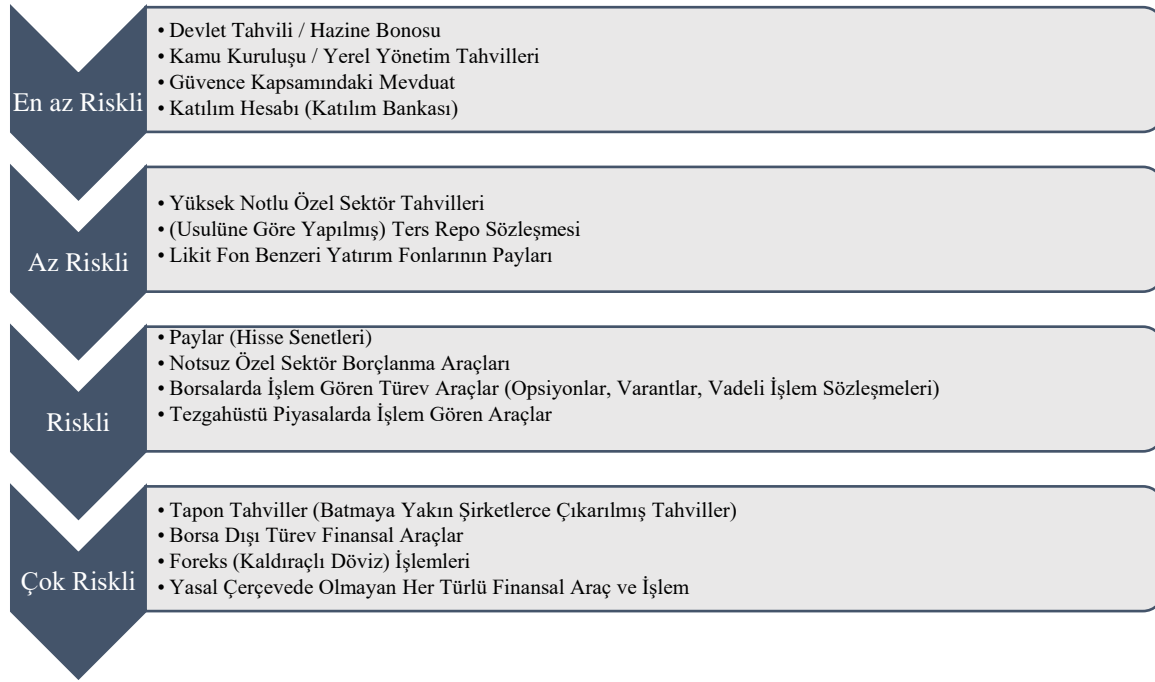 En az Riskli
• Devlet Tahvili / Hazine Bonosu
• Kamu Kuruluşu / Yerel Yönetim Tahvilleri
• Güvence Kapsamındaki Mevduat
• Katılım Hesabı (Katılım Bankası)
Az Riskli
• Yüksek Notlu Özel Sektör Tahvilleri
• (Usulüne Göre Yapılmış) Ters Repo Sözleşmesi
• Likit Fon Benzeri Yatırım Fonlarının Payları
Riskli
• Paylar (Hisse Senetleri)
• Notsuz Özel Sektör Borçlanma Araçları
• Borsalarda İşlem Gören Türev Araçlar (Opsiyonlar, Varantlar, Vadeli İşlem Sözleşmeleri)
• Tezgahüstü Piyasalarda İşlem Gören Araçlar
Çok Riskli
• Tapon Tahviller (Batmaya Yakın Şirketlerce Çıkarılmış Tahviller)
• Borsa Dışı Türev Finansal Araçlar
• Foreks (Kaldıraçlı Döviz) İşlemleri
• Yasal Çerçevede Olmayan Her Türlü Finansal Araç ve İşlem